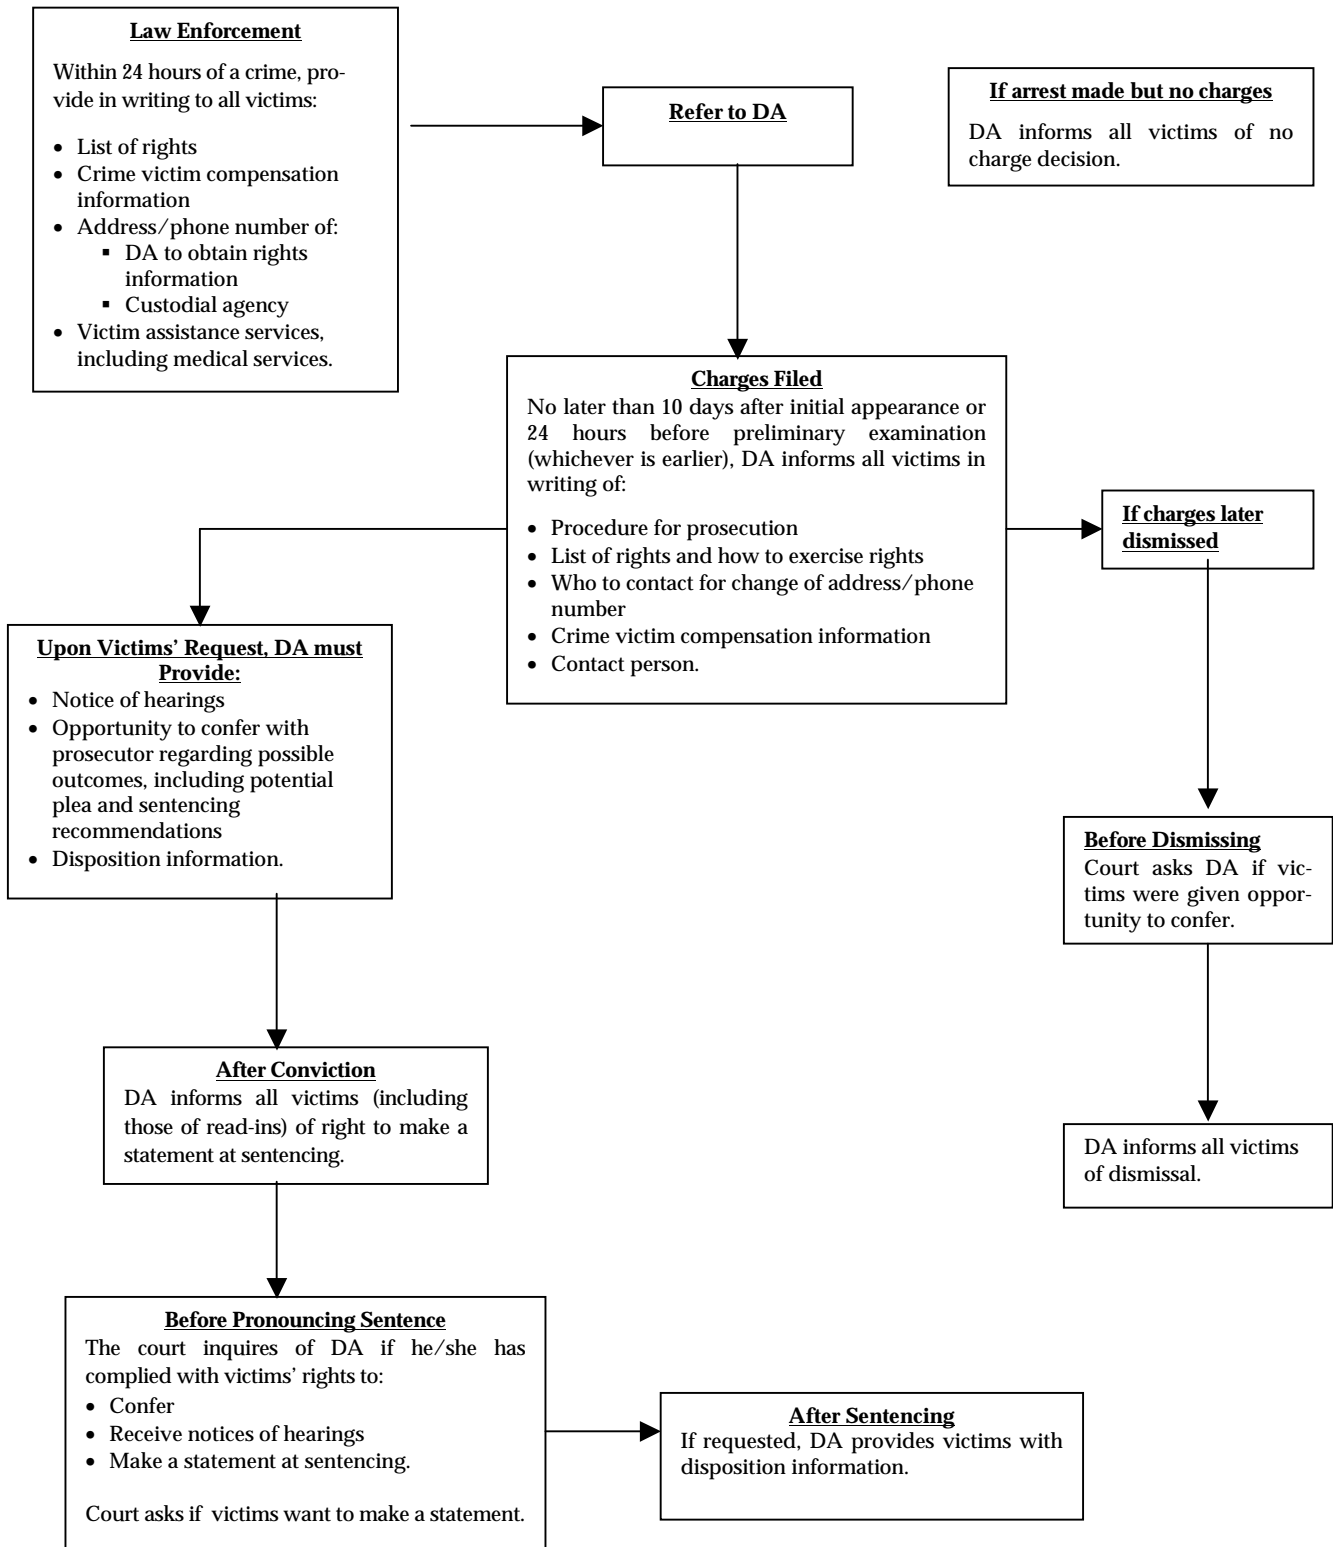 Law Enforcement
Within 24 hours of a crime, pro-
vide in writing to all victims:
• List of rights
• Crime victim compensation
information
• Address/phone number of:
▪ DA to obtain rights
information
▪ Custodial agency
• Victim assistance services,
including medical services.
Refer to DA
If arrest made but no charges
DA informs all victims of no
charge decision.
Charges Filed
No later than 10 days after initial appearance or
24 hours before preliminary examination
(whichever is earlier), DA informs all victims in
writing of:
• Procedure for prosecution
• List of rights and how to exercise rights
• Who to contact for change of address/phone
number
• Crime victim compensation information
• Contact person.
If charges later
dismissed
Upon Victims’ Request, DA must
Provide:
• Notice of hearings
• Opportunity to confer with
prosecutor regarding possible
outcomes, including potential
plea and sentencing
recommendations
• Disposition information.
Before Dismissing
Court asks DA if vic-
tims were given oppor-
tunity to confer.
After Conviction
DA informs all victims (including
those of read-ins) of right to make a
statement at sentencing.
DA informs all victims
of dismissal.
Before Pronouncing Sentence
The court inquires of DA if he/she has
complied with victims’ rights to:
• Confer
• Receive notices of hearings
• Make a statement at sentencing.
Court asks if victims want to make a statement.
After Sentencing
If requested, DA provides victims with
disposition information.